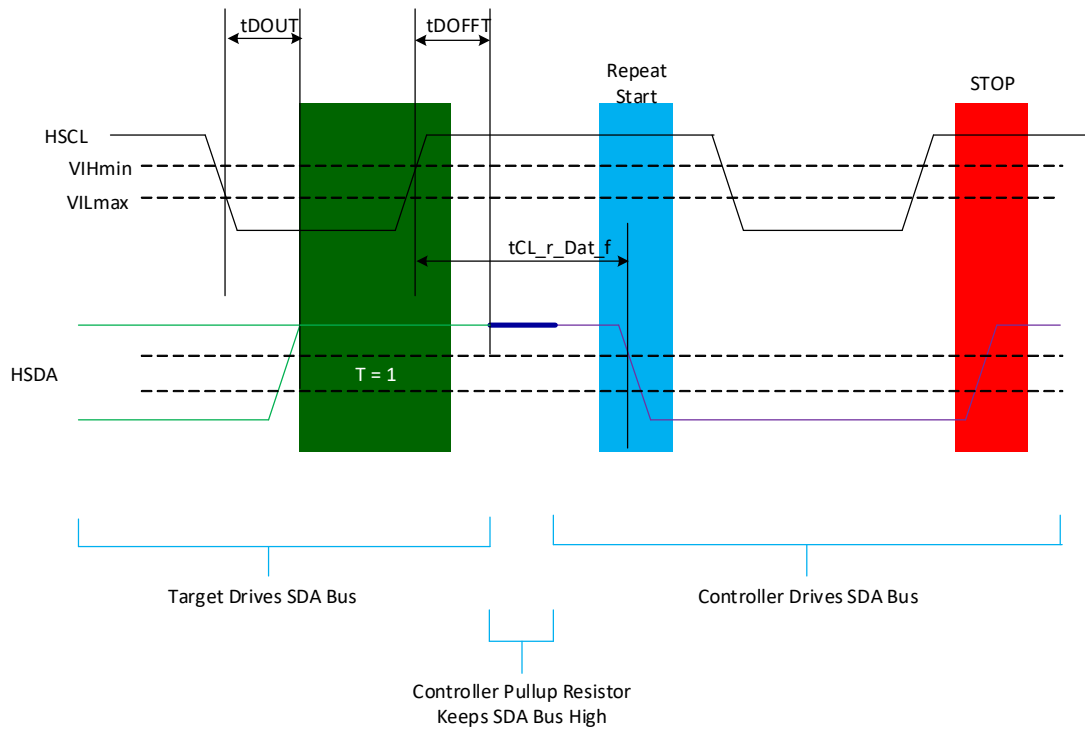 tDOUT
tDOFFT
Repeat
Start
STOP
HSCL
VIHmin
VILmax
tCL_r_Dat_f
HSDA
T = 1
Target Drives SDA Bus
Controller Drives SDA Bus
Controller Pullup Resistor
Keeps SDA Bus High